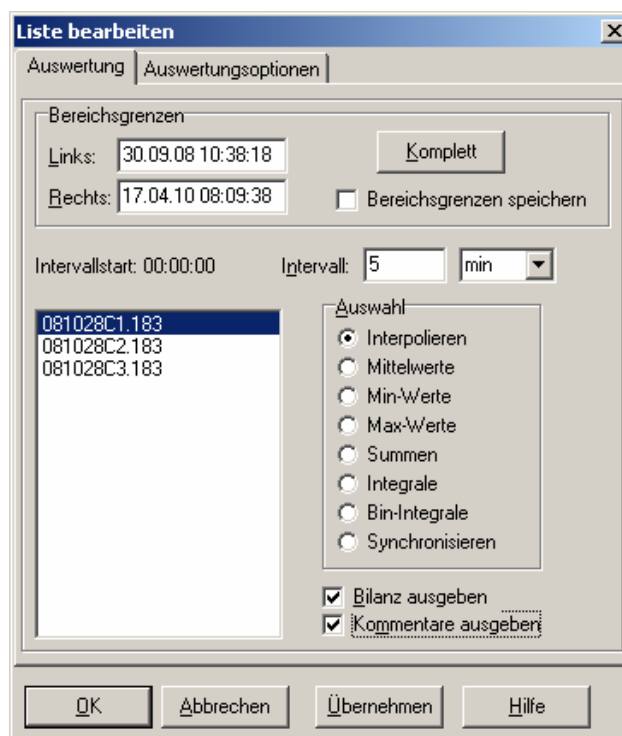 Liste bearbeiten
Auswertung Auswertungsoptionen
Bereichsgrenzen
Links: 30.09.08 10:38:18 Komplett
Rechts: 17.04.10 08:09:38 Bereichsgrenzen speichern
Intervallstart: 00:00:00 Intervall: 5 min
081028C1.183
081028C2.183
081028C3.183
Auswahl
Interpolieren
Mittelwerte
Min-Werte
Max-Werte
Summen
Integrale
Bin-Integrale
Synchronisieren
Bilanz ausgeben
Kommentare ausgeben
OK Abbrechen Übernehmen Hilfe